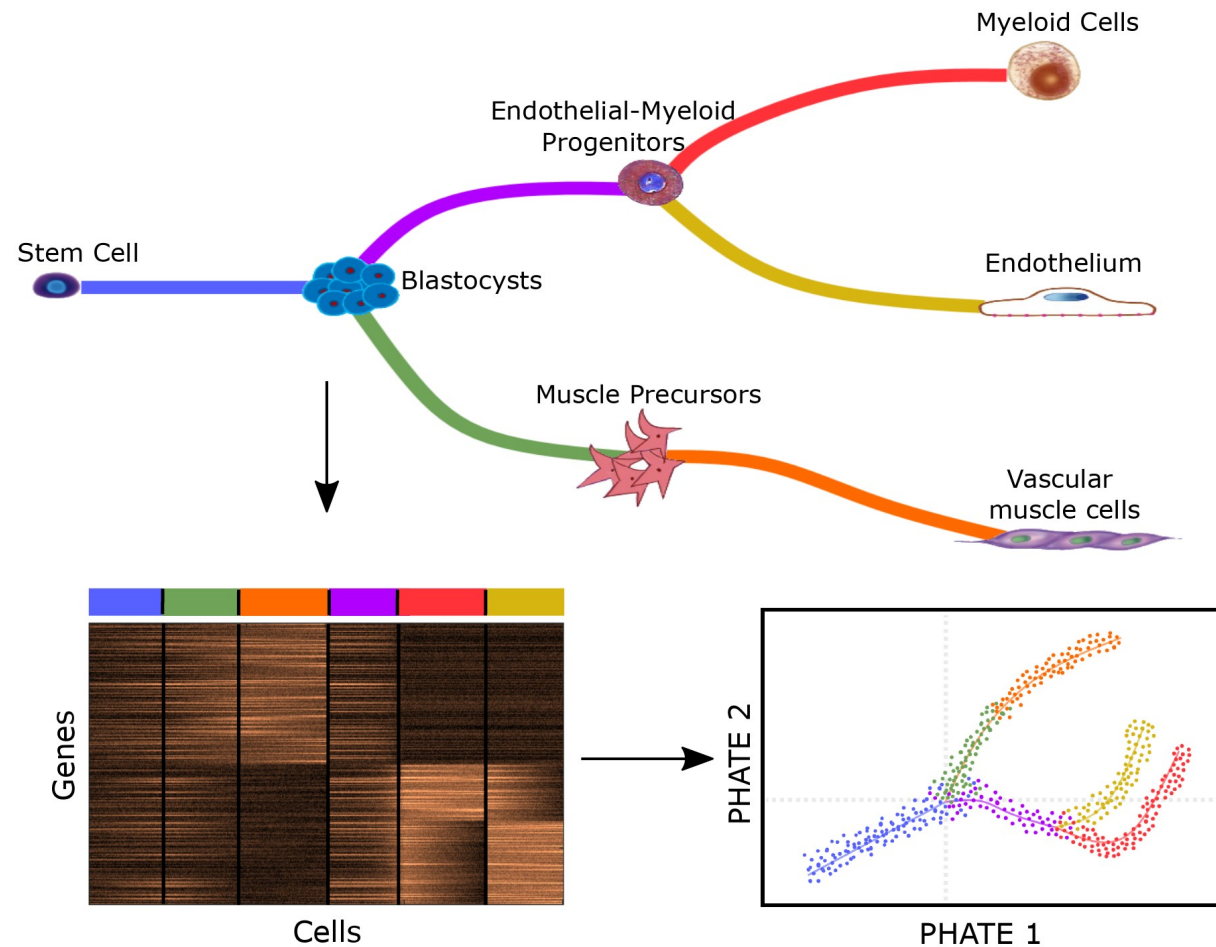 Myeloid Cells
Endothelial-Myeloid
Progenitors
Stem Cell
Blastocysts
Endothelium
Muscle Precursors
Vascular
muscle cells
Genes
Cells
PHATE 2
PHATE 1